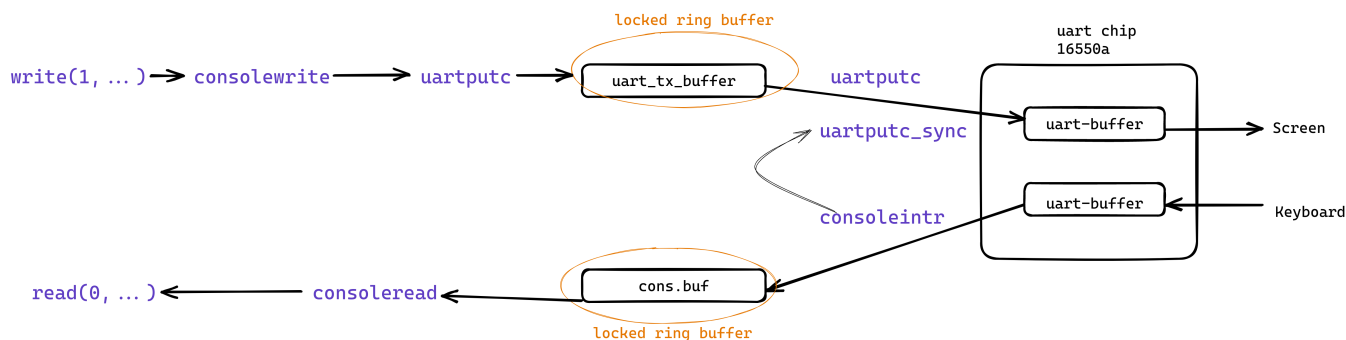 locked ring buffer
uart chip
16550a
write(1, ...)
consolewrite
uartputc
uart_tx_buffer
uartputc
uart-buffer
Screen
uartputc_sync
consoleintr
uart-buffer
Keyboard
read(0, ...)
consoleread
cons.buf
locked ring buffer